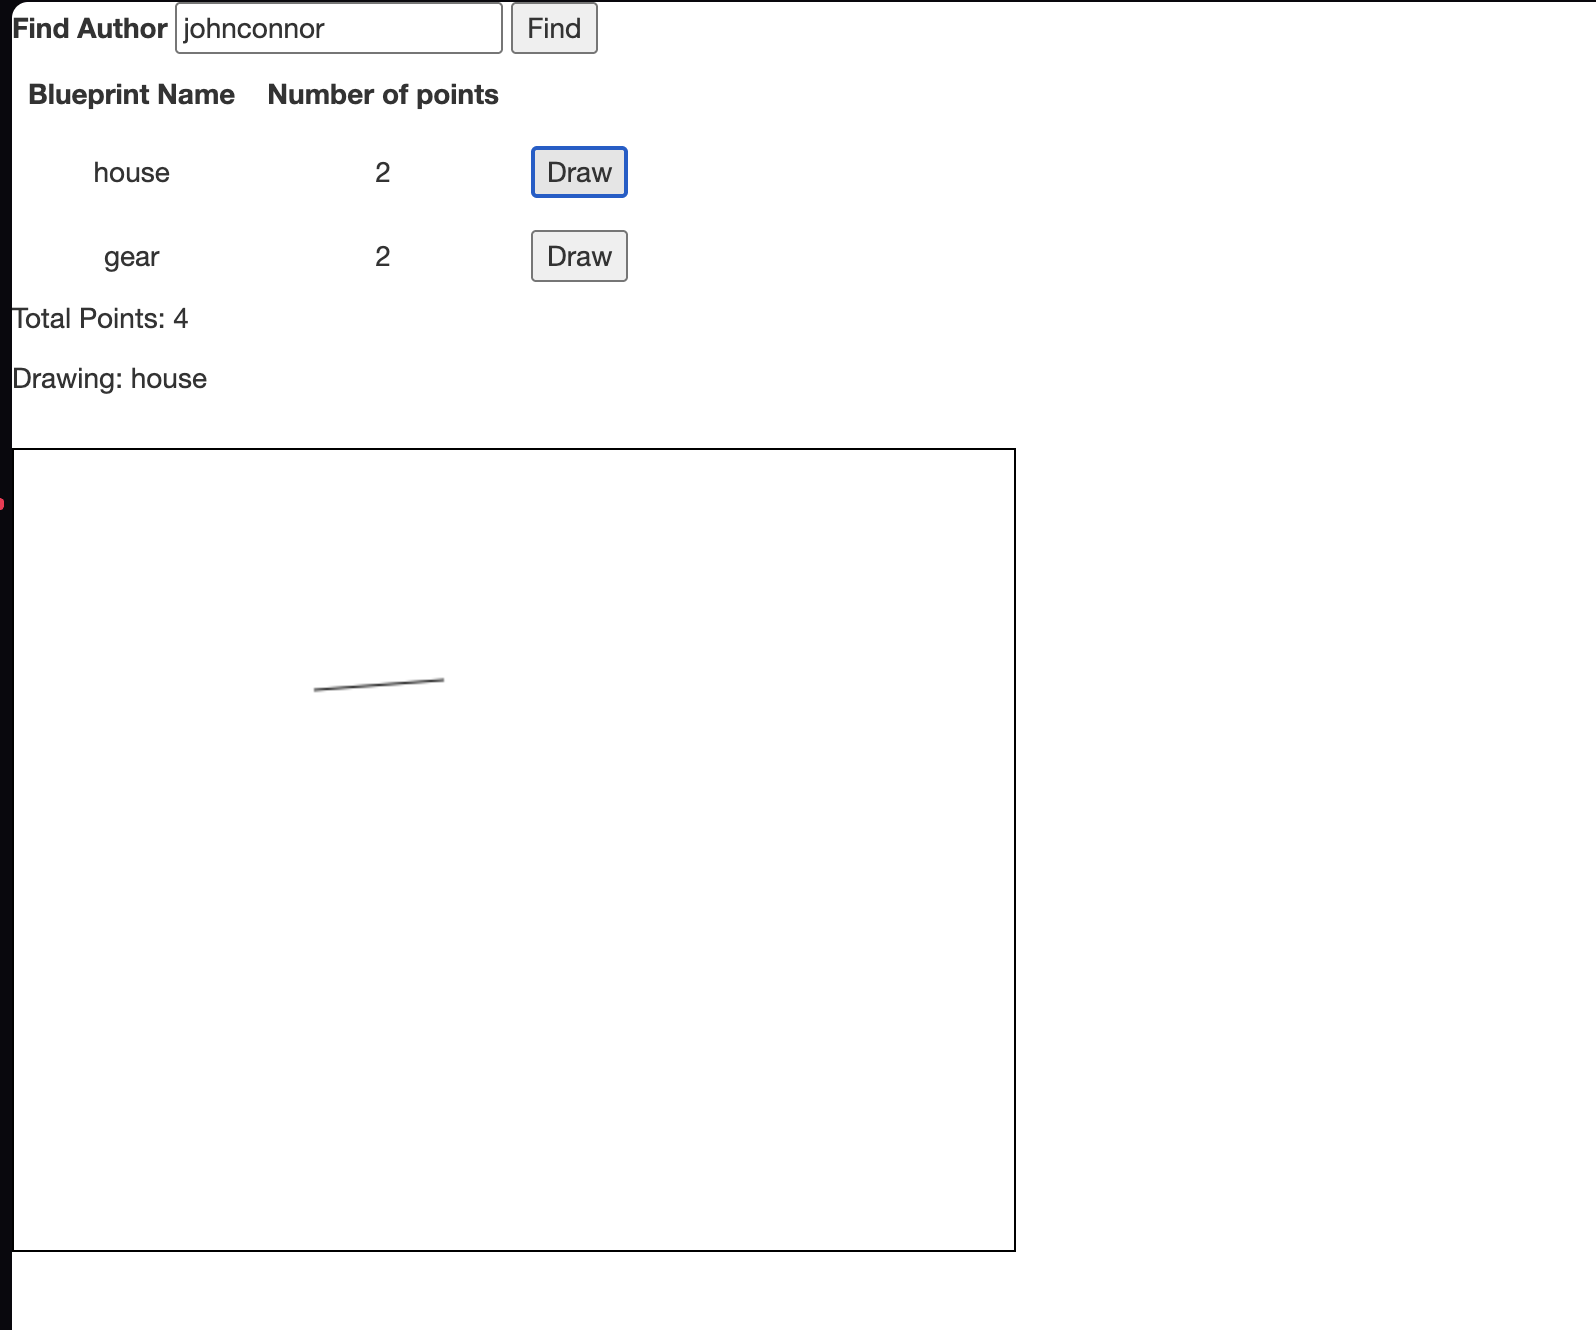 Find Author johnconnor Find
Blueprint Name Number of points
house 2 Draw
gear 2 Draw
Total Points: 4
Drawing: house